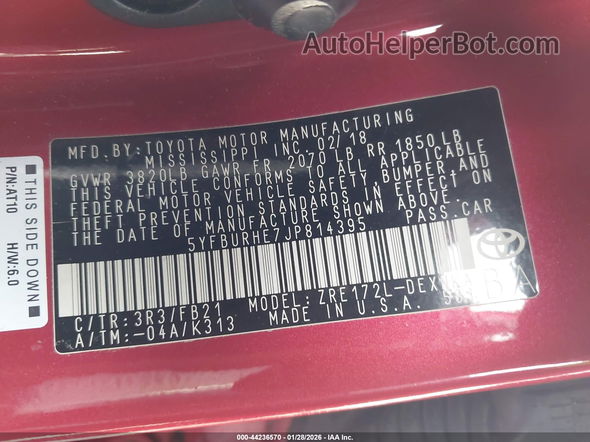 AutoHelperBot.com
MFD. BY: TOYOTA MOTOR MANUFACTURING
MISSISSIPPI INC. 02/18
GVWR 3820LB GAWR FR 2070 LB RR 1850LB
THIS VEHICLE CONFORMS TO ALL APPLICABLE
FEDERAL MOTOR VEHICLE SAFETY, BUMPER, AND
THEFT PREVENTION STANDARDS IN EFFECT ON
THE DATE OF MANUFACTURE SHOWN ABOVE.
5YFBURHE7JP814395 PASS.CAR
C/TR: 3R3/FB21 MODEL: ZRE172L-DEX
A/TM: -04A/K313 MADE IN U.S.A.
TOYOTA
THIS SIDE DOWN
P/N:AT10 H/W:6.0
000-44236570 — 01/28/2026 — IAA Inc.